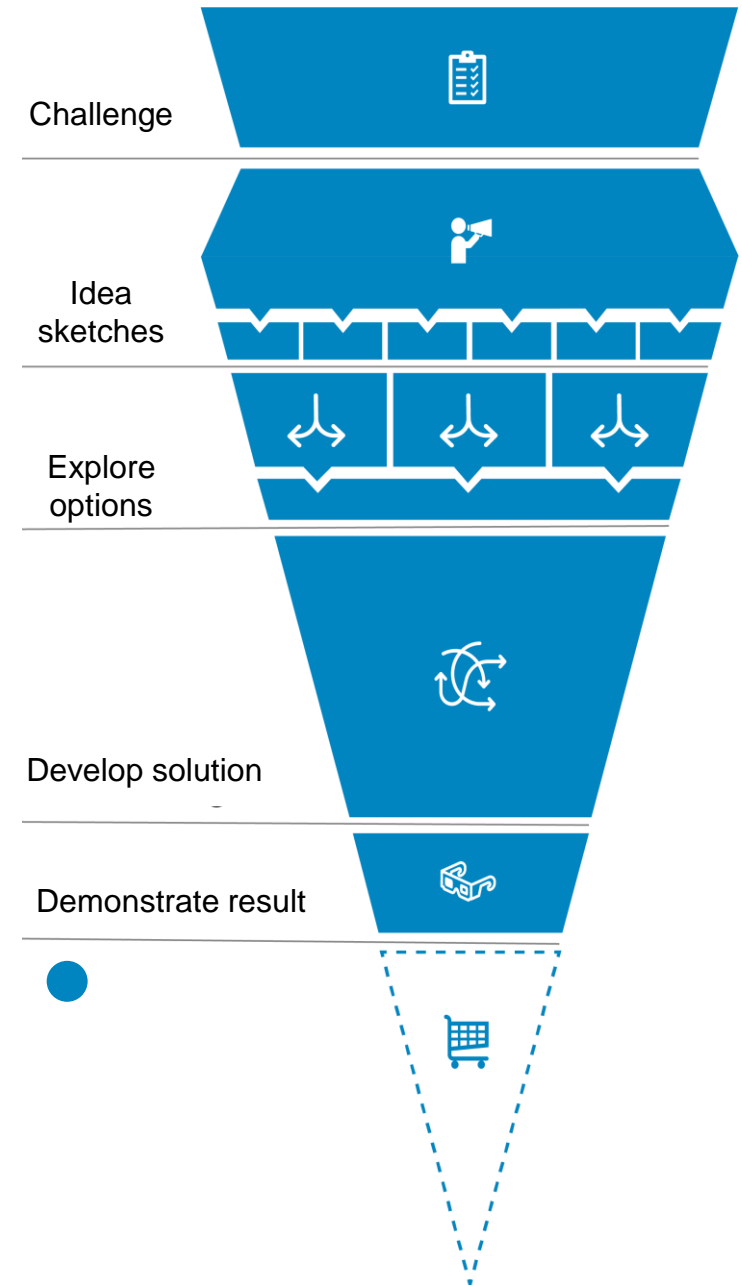 Challenge
Idea
sketches
Explore
options
Develop solution
Demonstrate result